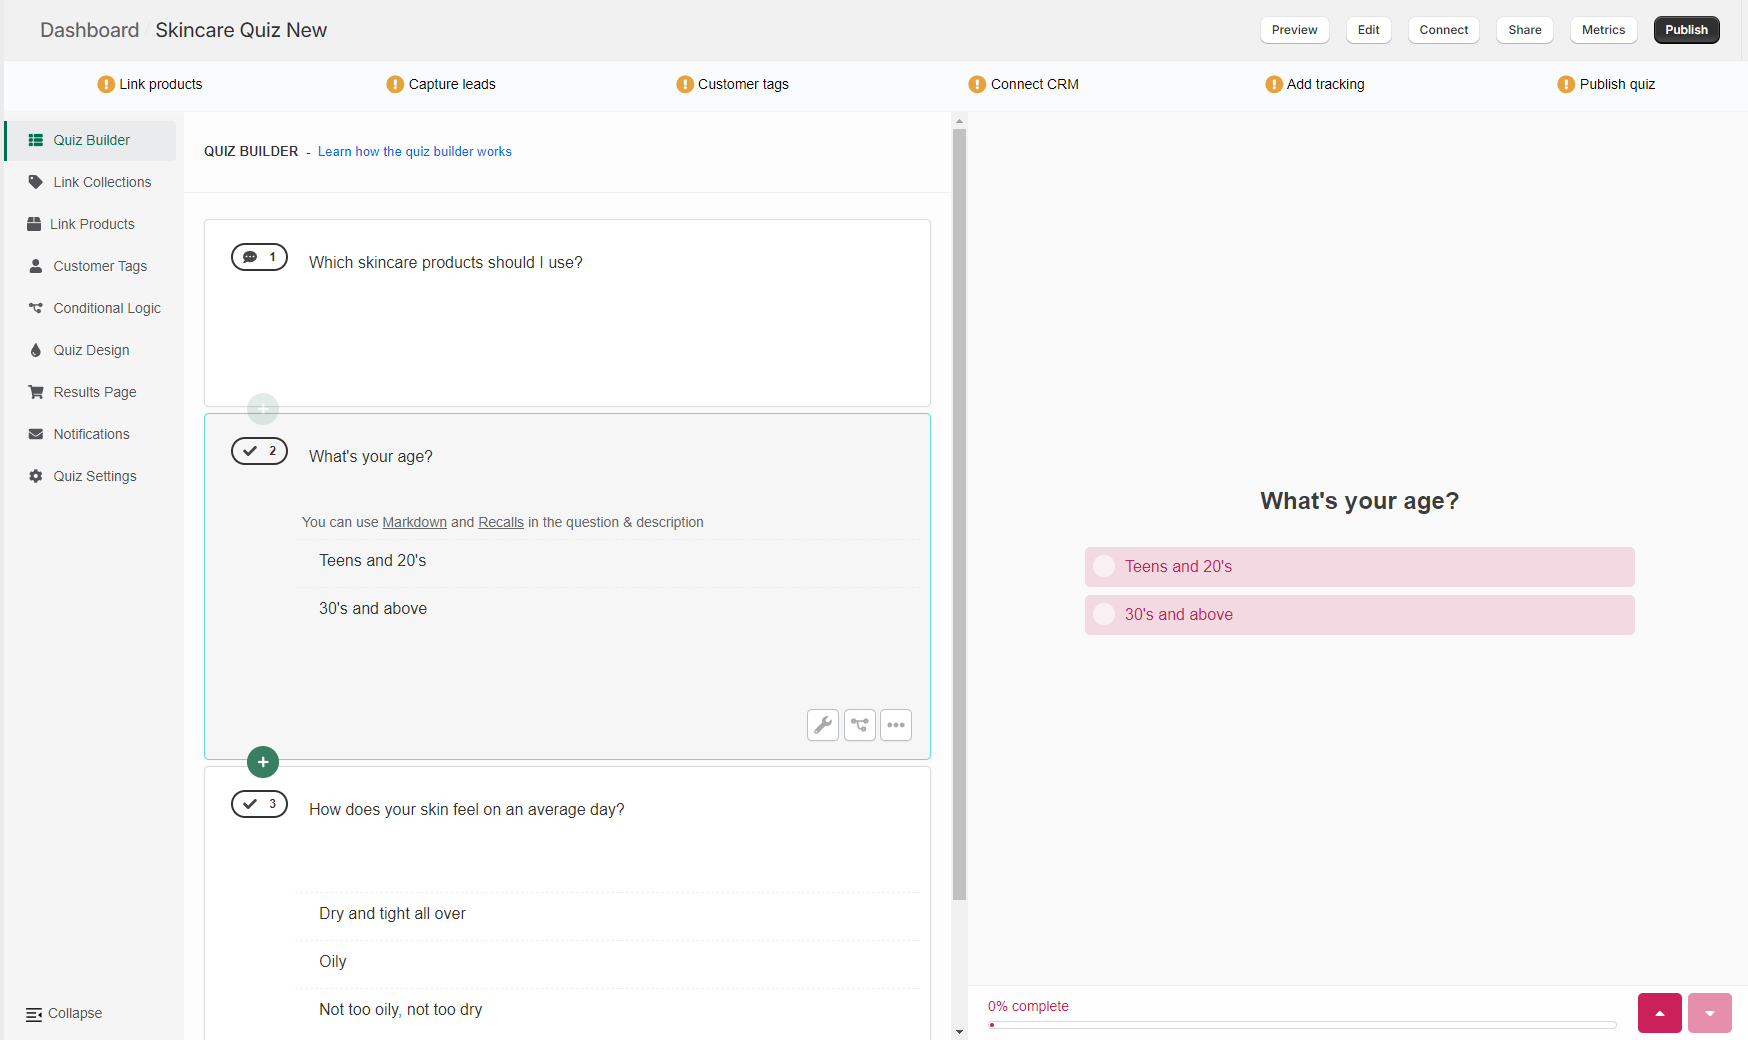 Dashboard / Skincare Quiz New
Preview
Edit
Connect
Share
Metrics
Publish
Link products
Capture leads
Customer tags
Connect CRM
Add tracking
Publish quiz
Quiz Builder
Link Collections
Link Products
Customer Tags
Conditional Logic
Quiz Design
Results Page
Notifications
Quiz Settings
Collapse
QUIZ BUILDER - Learn how the quiz builder works
1 Which skincare products should I use?
2 What's your age?
You can use Markdown and Recalls in the question & description
Teens and 20's
30's and above
3 How does your skin feel on an average day?
Dry and tight all over
Oily
Not too oily, not too dry
What's your age?
Teens and 20's
30's and above
0% complete